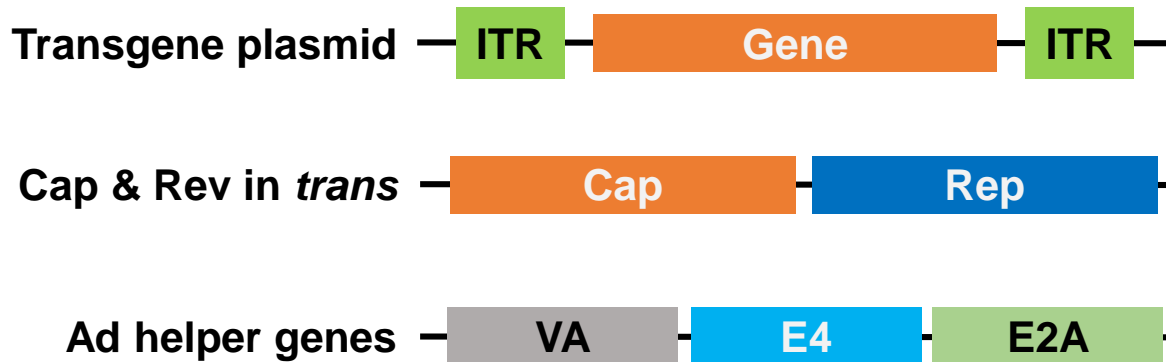 Transgene plasmid ITR Gene ITR
Cap & Rev in trans Cap Rep
Ad helper genes VA E4 E2A